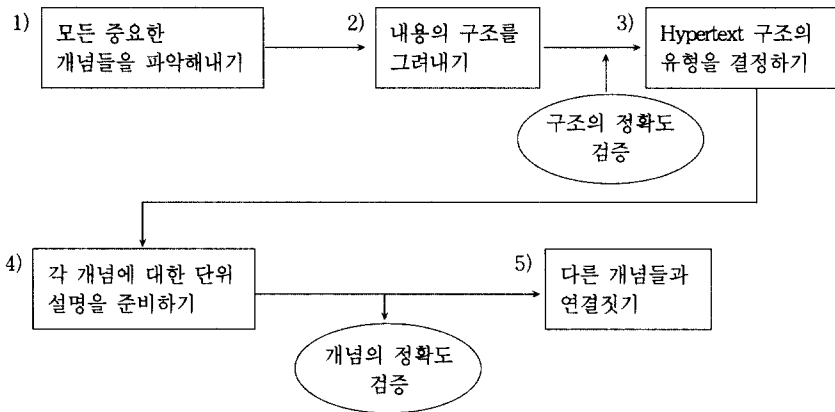 1) 모든 중요한
개념들을 파악해내기
2) 내용의 구조를
그려내기
3) Hypertext 구조의
유형을 결정하기
구조의 정확도
검증
4) 각 개념에 대한 단위
설명을 준비하기
5) 다른 개념들과
연결짓기
개념의 정확도
검증